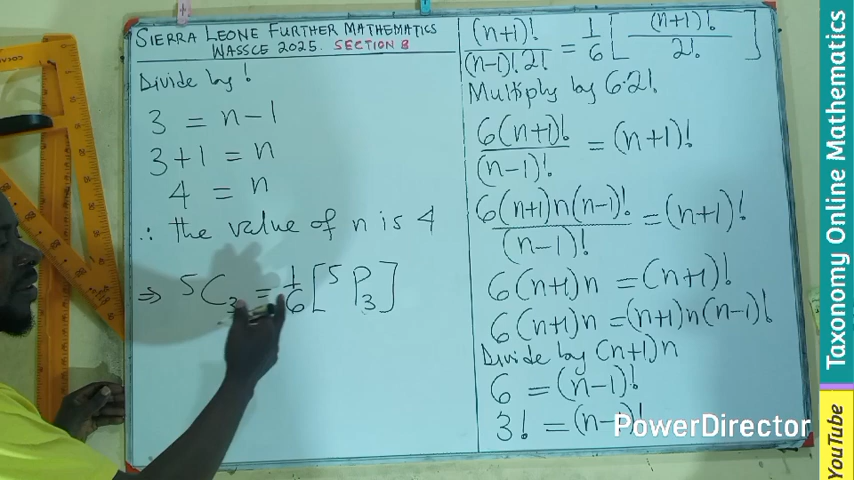 SIERRA LEONE FURTHER MATHEMATICS
WASSCE 2025. SECTION B
Divide by !
3 = n-1
3+1 = n
4 = n
∴ the value of n is 4
⇒ ⁵C₃ = 1/6 [⁵P₃]
(n+1)!/(n-1)!.2! = 1/6 [(n+1)!/2!]
Multiply by 6.2!
6(n+1)!/(n-1)! = (n+1)!
6(n+1)n(n-1)!/(n-1)! = (n+1)!
6(n+1)n = (n+1)!
6(n+1)n = (n+1)n(n-1)!
Divide by (n+1)n
6 = (n-1)!
3! = (n-1)!
PowerDirector
Taxonomy Online Mathematics
YouTube